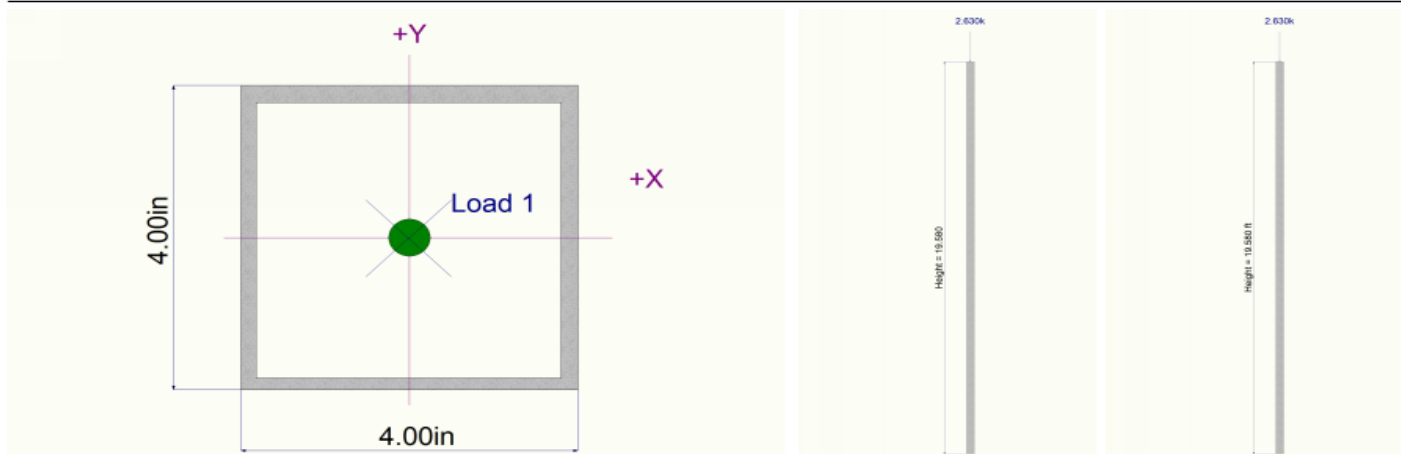 +Y
+X
Load 1
4.00in
4.00in
2.630k
Height = 19.580
2.630k
Height = 19.580 ft